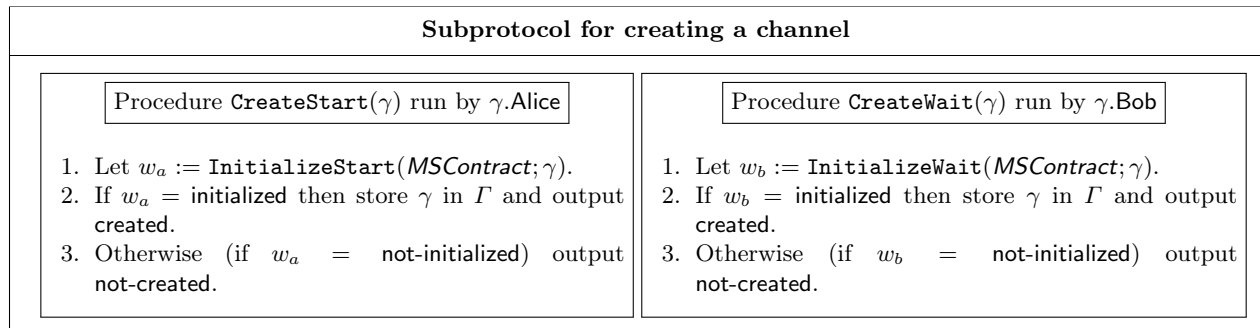 Subprotocol for creating a channel
Procedure CreateStart(γ) run by γ.Alice
1. Let w_a := InitializeStart(MSContract; γ).
2. If w_a = initialized then store γ in Γ and output
created.
3. Otherwise (if w_a = not-initialized) output
not-created.
Procedure CreateWait(γ) run by γ.Bob
1. Let w_b := InitializeWait(MSContract; γ).
2. If w_b = initialized then store γ in Γ and output
created.
3. Otherwise (if w_b = not-initialized) output
not-created.